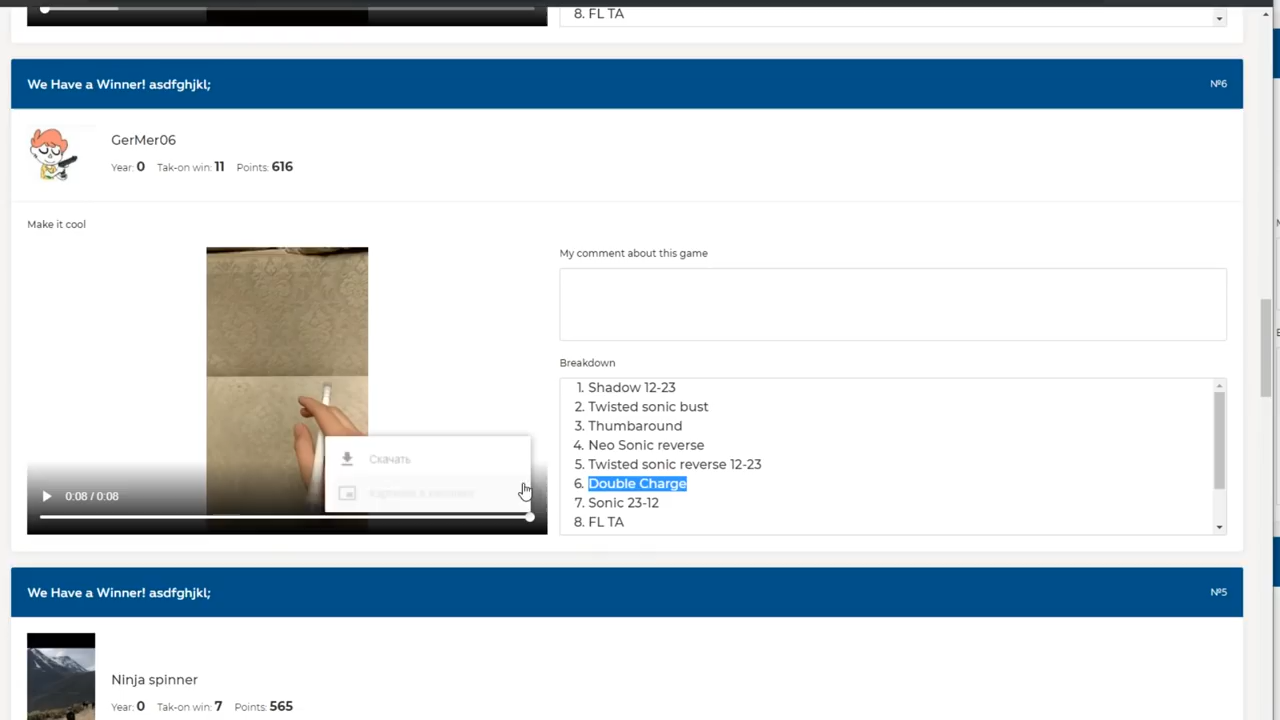 8. FL TA
We Have a Winner! asdfghjkl;
№6
GerMer06
Year: 0 Tak-on win: 11 Points: 616
Make it cool
My comment about this game
Breakdown
1. Shadow 12-23
2. Twisted sonic bust
3. Thumbaround
4. Neo Sonic reverse
5. Twisted sonic reverse 12-23
6. Double Charge
7. Sonic 23-12
8. FL TA
Скачать
0:08 / 0:08
We Have a Winner! asdfghjkl;
№5
Ninja spinner
Year: 0 Tak-on win: 7 Points: 565